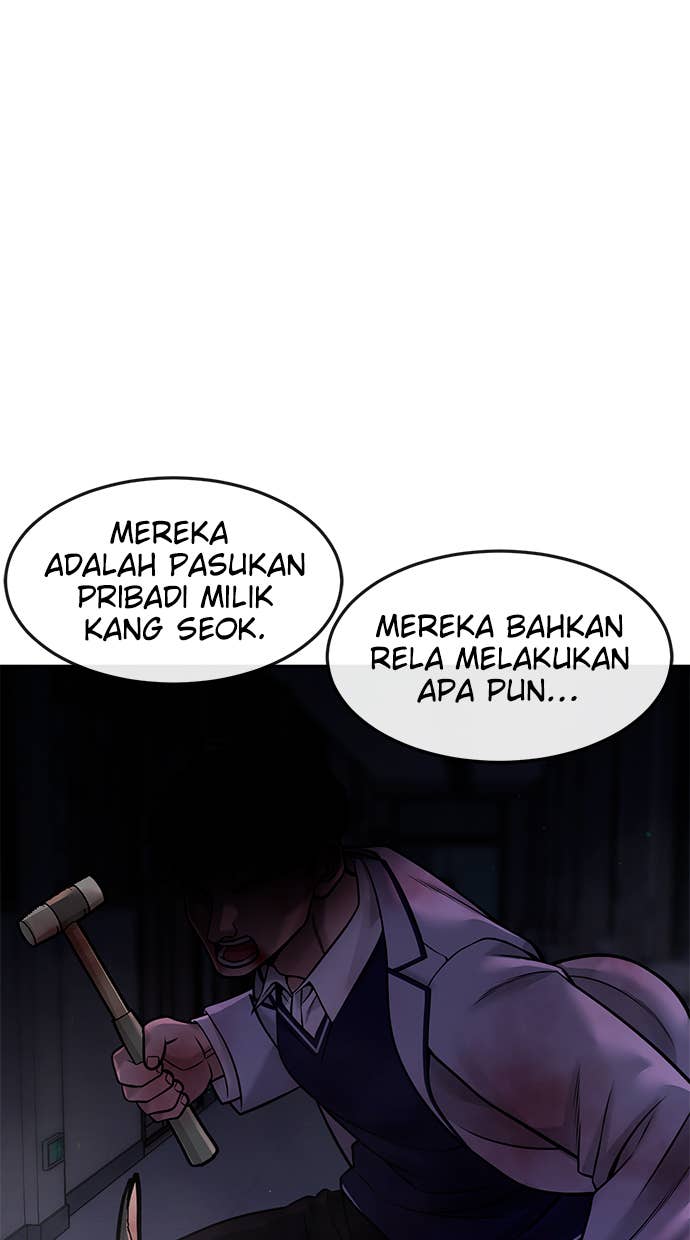 MEREKA
ADALAH PASUKAN
PRIBADI MILIK
KANG SEOK.
MEREKA BAHKAN
RELA MELAKUKAN
APA PUN...